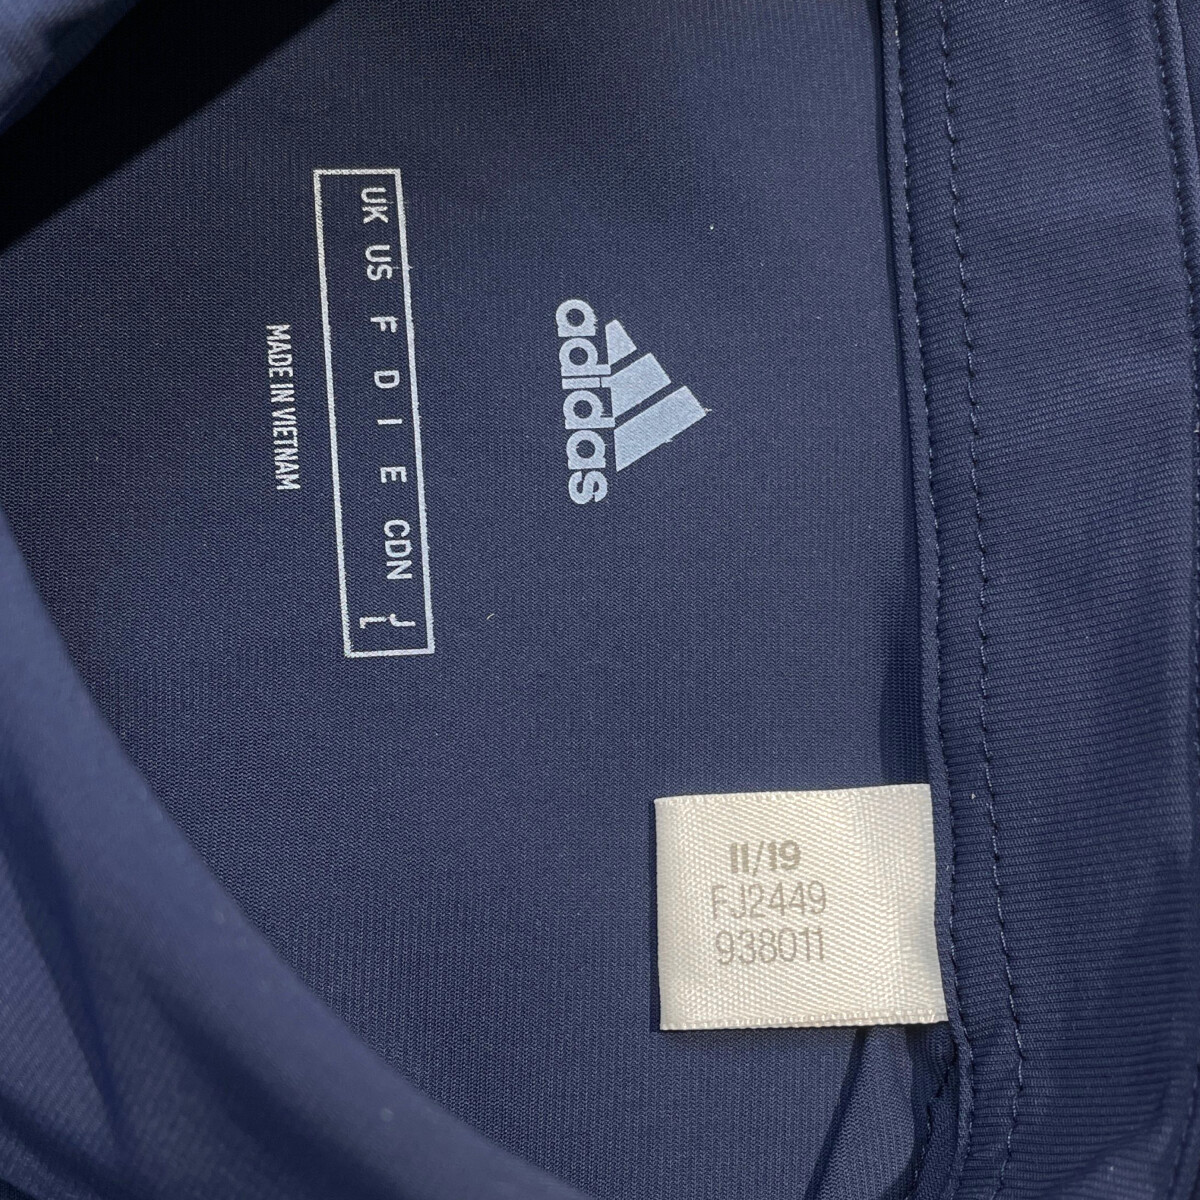 adidas
UK US F D I E CDN J
L
MADE IN VIETNAM
11/19
FJ2449
938011